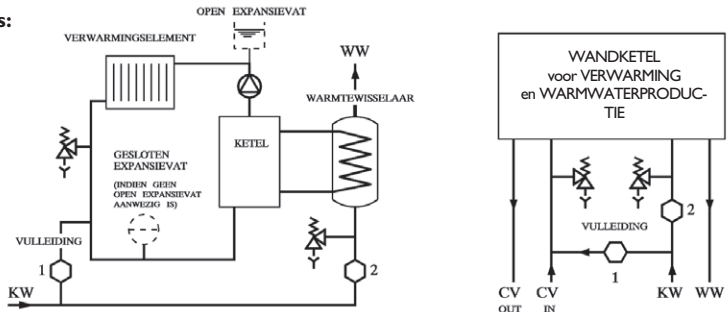 s:
OPEN EXPANSIEVAT
VERWARMINGSELEMENT
WW
WARMTEWISSELAAR
KETEL
GESLOTEN
EXPANSIEVAT
(INDIEN GEEN
OPEN EXPANSIEVAT
AANWEZIG IS)
VULLEIDING
1
2
KW
WANDKETEL
voor VERWARMING
en WARMWATERPRODUC-
TIE
2
VULLEIDING
1
CV
OUT
CV
IN
KW
WW